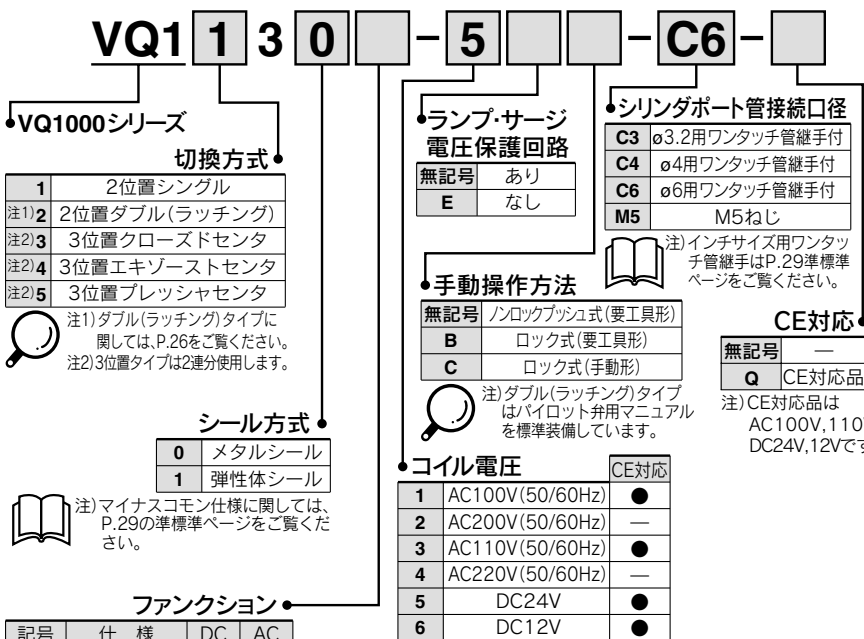 VQ1 1 3 0 - 5 - C6 -
VQ1000シリーズ
切換方式
1 2位置シングル
注1)2 2位置ダブル(ラッチング)
注2)3 3位置クローズドセンタ
注2)4 3位置エキゾーストセンタ
注2)5 3位置プレッシャセンタ
注1)ダブル(ラッチング)タイプに
関しては、P.26をご覧ください。
注2)3位置タイプは2連分使用します。
シール方式
0 メタルシール
1 弾性体シール
注)マイナスコモン仕様に関しては、
P.29の準標準ページをご覧くだ
さい。
ファンクション
記号 仕 様 DC AC
ランプ・サージ
電圧保護回路
無記号 あり
E なし
手動操作方法
無記号 ノンロックプッシュ式(要工具形)
B ロック式(要工具形)
C ロック式(手動形)
注)ダブル(ラッチング)タイプ
はパイロット弁用マニュアル
を標準装備しています。
コイル電圧 CE対応
1 AC100V(50/60Hz) ●
2 AC200V(50/60Hz) —
3 AC110V(50/60Hz) ●
4 AC220V(50/60Hz) —
5 DC24V ●
6 DC12V ●
シリンダポート管接続口径
C3 ø3.2用ワンタッチ管継手付
C4 ø4用ワンタッチ管継手付
C6 ø6用ワンタッチ管継手付
M5 M5ねじ
注)インチサイズ用ワンタッ
チ管継手はP.29準標準
ページをご覧ください。
CE対応
無記号 —
Q CE対応品
注)CE対応品は
AC100V,110
DC24V,12Vです